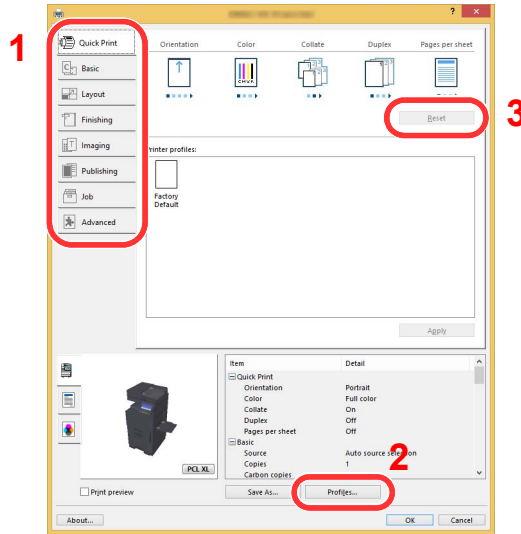 ? ×
1
Quick Print
Basic
Layout
Finishing
Imaging
Publishing
Job
Advanced
Orientation Color Collate Duplex Pages per sheet
CMYK
Reset
3
Printer profiles:
Factory
Default
Apply
Item Detail
Quick Print
Orientation Portrait
Color Full color
Collate On
Duplex Off
Pages per sheet Off
Basic
Source Auto source selection
Copies 1
Carbon copies
2
PCL XL
Print preview
Save As... Profiles...
About... OK Cancel